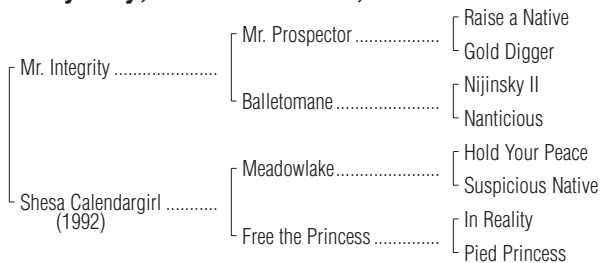 Raise a Native
Mr. Prospector ..................
Gold Digger
Mr. Integrity ......................
Nijinsky II
Balletomane ......................
Nanticious
Hold Your Peace
Meadowlake......................
Suspicious Native
Shesa Calendargirl ...........
(1992)
In Reality
Free the Princess ..............
Pied Princess